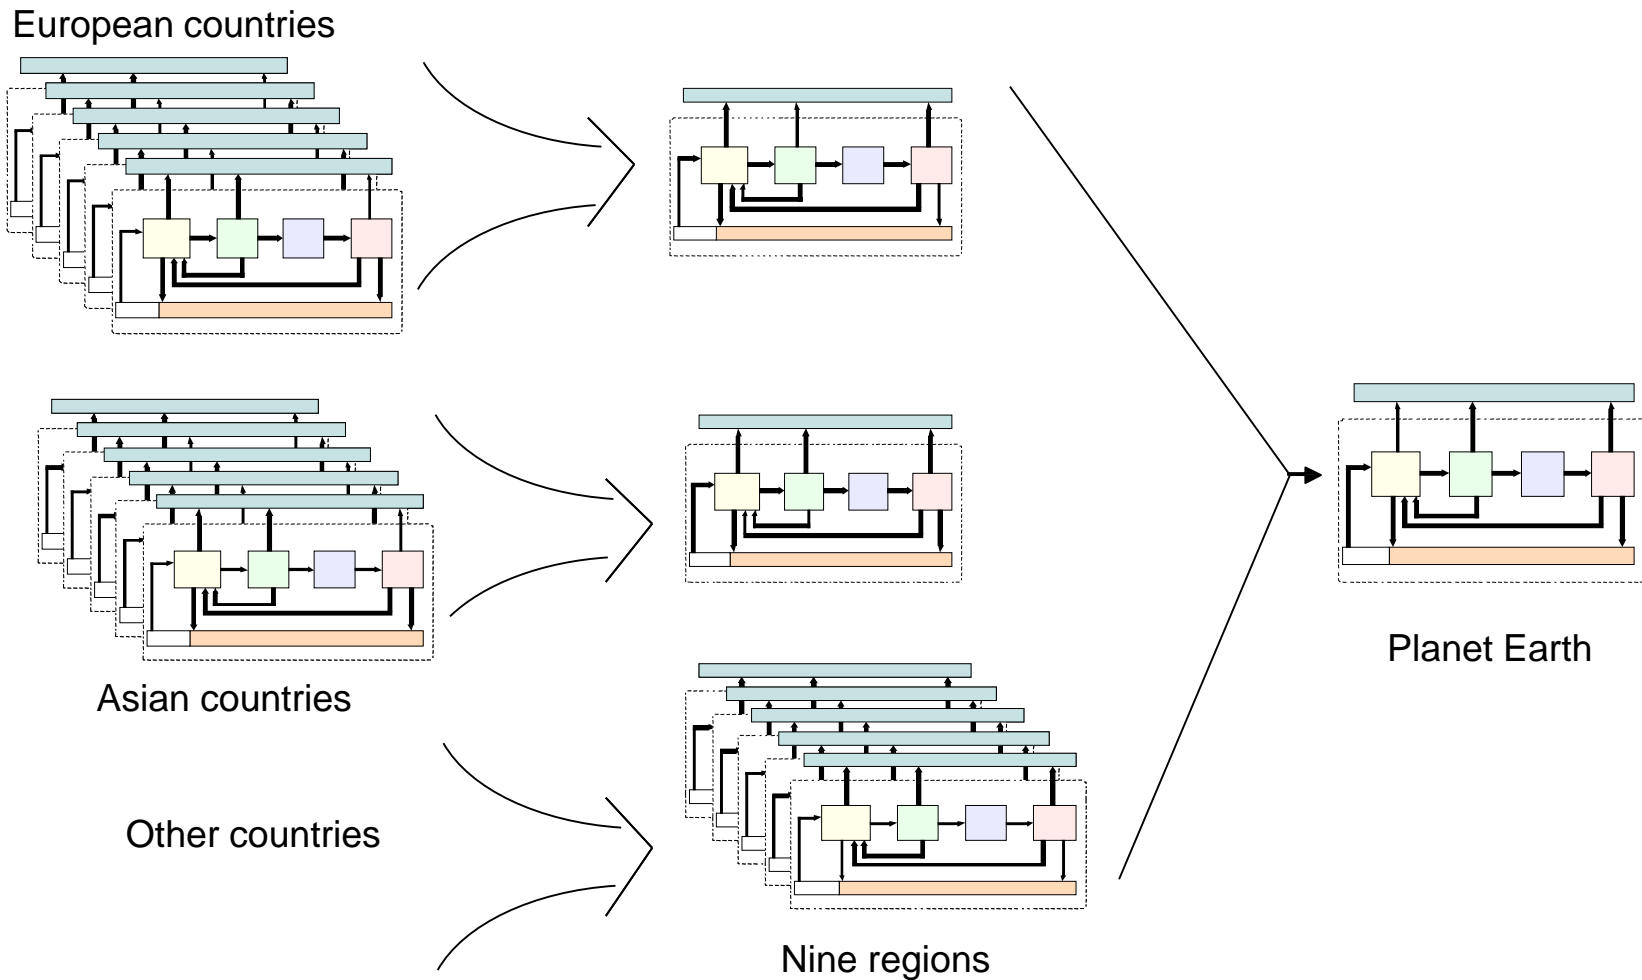 European countries
Asian countries
Other countries
Nine regions
Planet Earth